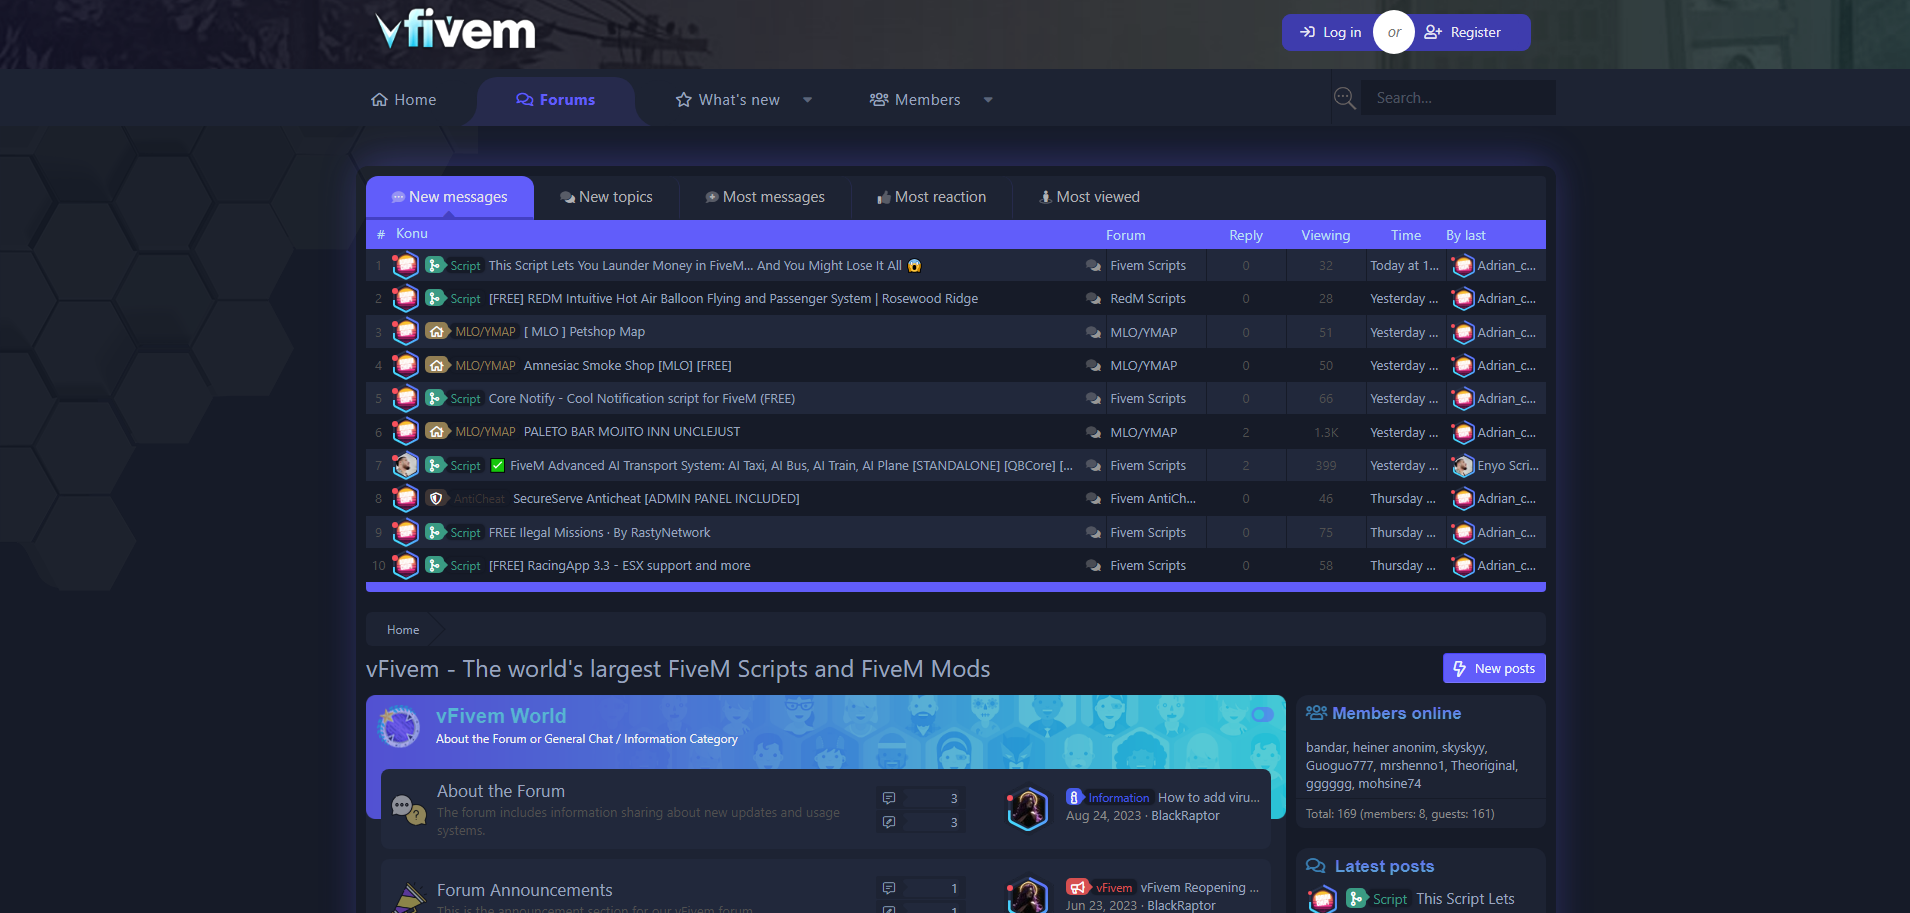 vfivem
Log in or Register
Home Forums What's new Members Search...
New messages New topics Most messages Most reaction Most viewed
# Konu Forum Reply Viewing Time By last
1 Script This Script Lets You Launder Money in FiveM... And You Might Lose It All 😱 Fivem Scripts 0 32 Today at 1... Adrian_c...
2 Script [FREE] REDM Intuitive Hot Air Balloon Flying and Passenger System | Rosewood Ridge RedM Scripts 0 28 Yesterday ... Adrian_c...
3 MLO/YMAP [ MLO ] Petshop Map MLO/YMAP 0 51 Yesterday ... Adrian_c...
4 MLO/YMAP Amnesiac Smoke Shop [MLO] [FREE] MLO/YMAP 0 50 Yesterday ... Adrian_c...
5 Script Core Notify - Cool Notification script for FiveM (FREE) Fivem Scripts 0 66 Yesterday ... Adrian_c...
6 MLO/YMAP PALETO BAR MOJITO INN UNCLEJUST MLO/YMAP 2 1.3K Yesterday ... Adrian_c...
7 Script ✅ FiveM Advanced AI Transport System: AI Taxi, AI Bus, AI Train, AI Plane [STANDALONE] [QBCore] [... Fivem Scripts 2 399 Yesterday ... Enyo Scri...
8 AntiCheat SecureServe Anticheat [ADMIN PANEL INCLUDED] Fivem AntiCh... 0 46 Thursday ... Adrian_c...
9 Script FREE Ilegal Missions · By RastyNetwork Fivem Scripts 0 75 Thursday ... Adrian_c...
10 Script [FREE] RacingApp 3.3 - ESX support and more Fivem Scripts 0 58 Thursday ... Adrian_c...
Home
vFivem - The world's largest FiveM Scripts and FiveM Mods
New posts
vFivem World
About the Forum or General Chat / Information Category
About the Forum
The forum includes information sharing about new updates and usage
systems.
3
3
Information How to add viru...
Aug 24, 2023 · BlackRaptor
Forum Announcements
This is the announcement section for our vFivem forum
1
1
vFivem vFivem Reopening ...
Jun 23, 2023 · BlackRaptor
Members online
bandar, heiner anonim, skyskyy,
Guoguo777, mrshenno1, Theoriginal,
gggggg, mohsine74
Total: 169 (members: 8, guests: 161)
Latest posts
Script This Script Lets